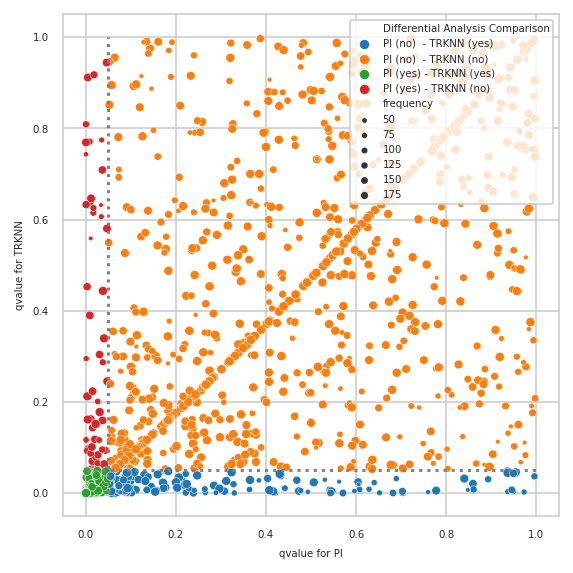 Differential Analysis Comparison
PI (no)  - TRKNN (yes)
PI (no) - TRKNN (no)
PI (yes) - TRKNN (yes)
PI (yes) - TRKNN (no)
frequency
50
75
100
125
150
175
1.0
0.8
0.6
0.4
0.2
0.0
qvalue for TRKNN
0.0 0.2 0.4 0.6 0.8 1.0
qvalue for PI